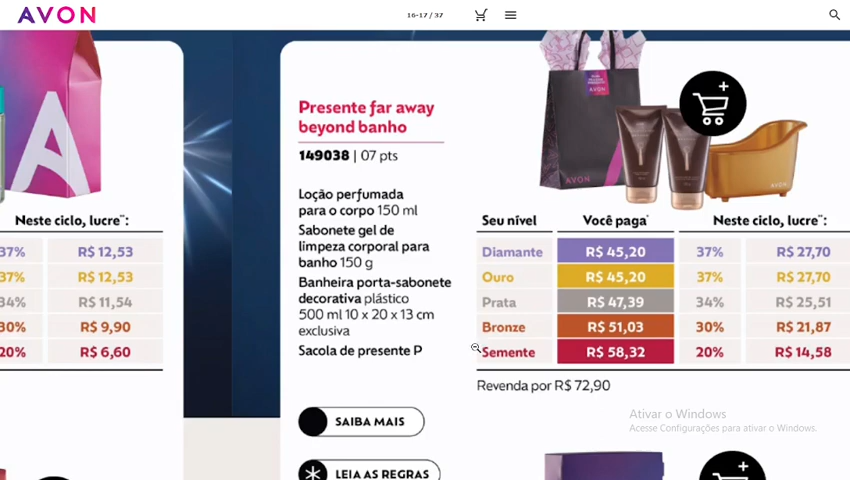 AVON
16-17 / 37
Neste ciclo, lucre**:
37% R$ 12,53
37% R$ 12,53
34% R$ 11,54
30% R$ 9,90
20% R$ 6,60
Presente far away
beyond banho
149038 | 07 pts
Loção perfumada
para o corpo 150 ml
Sabonete gel de
limpeza corporal para
banho 150 g
Banheira porta-sabonete
decorativa plástico
500 ml 10 x 20 x 13 cm
exclusiva
Sacola de presente P
SAIBA MAIS
LEIA AS REGRAS
AVON
AVON
AVON
Seu nível Você paga* Neste ciclo, lucre**:
Diamante R$ 45,20 37% R$ 27,70
Ouro R$ 45,20 37% R$ 27,70
Prata R$ 47,39 34% R$ 25,51
Bronze R$ 51,03 30% R$ 21,87
Semente R$ 58,32 20% R$ 14,58
Revenda por R$ 72,90
Ativar o Windows
Acesse Configurações para ativar o Windows.